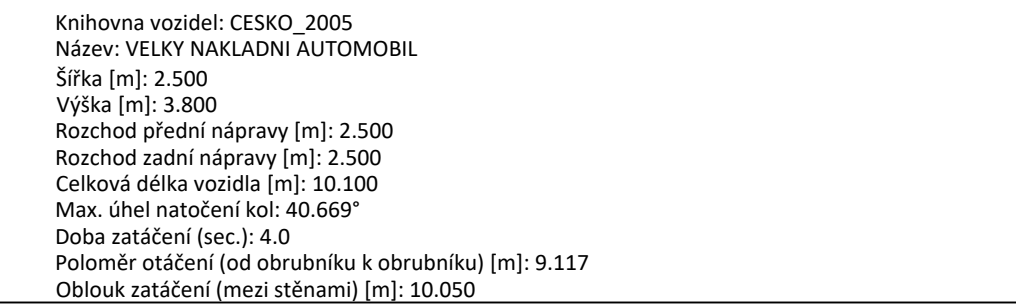 Knihovna vozidel: CESKO_2005
Název: VELKY NAKLADNI AUTOMOBIL
Šířka [m]: 2.500
Výška [m]: 3.800
Rozchod přední nápravy [m]: 2.500
Rozchod zadní nápravy [m]: 2.500
Celková délka vozidla [m]: 10.100
Max. úhel natočení kol: 40.669°
Doba zatáčení (sec.): 4.0
Poloměr otáčení (od obrubníku k obrubníku) [m]: 9.117
Oblouk zatáčení (mezi stěnami) [m]: 10.050